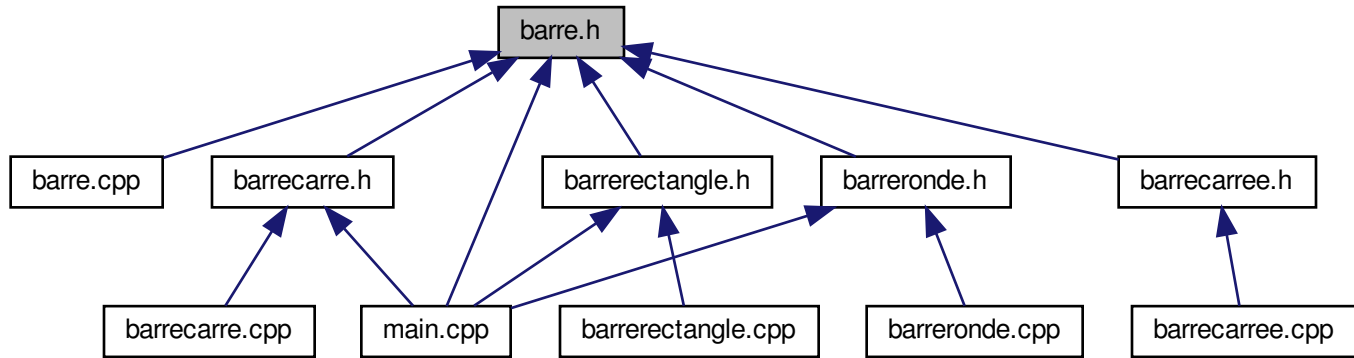 barre.h
barre.cpp
barrecarre.h
barrerectangle.h
barreronde.h
barrecarree.h
barrecarre.cpp
main.cpp
barrerectangle.cpp
barreronde.cpp
barrecarree.cpp